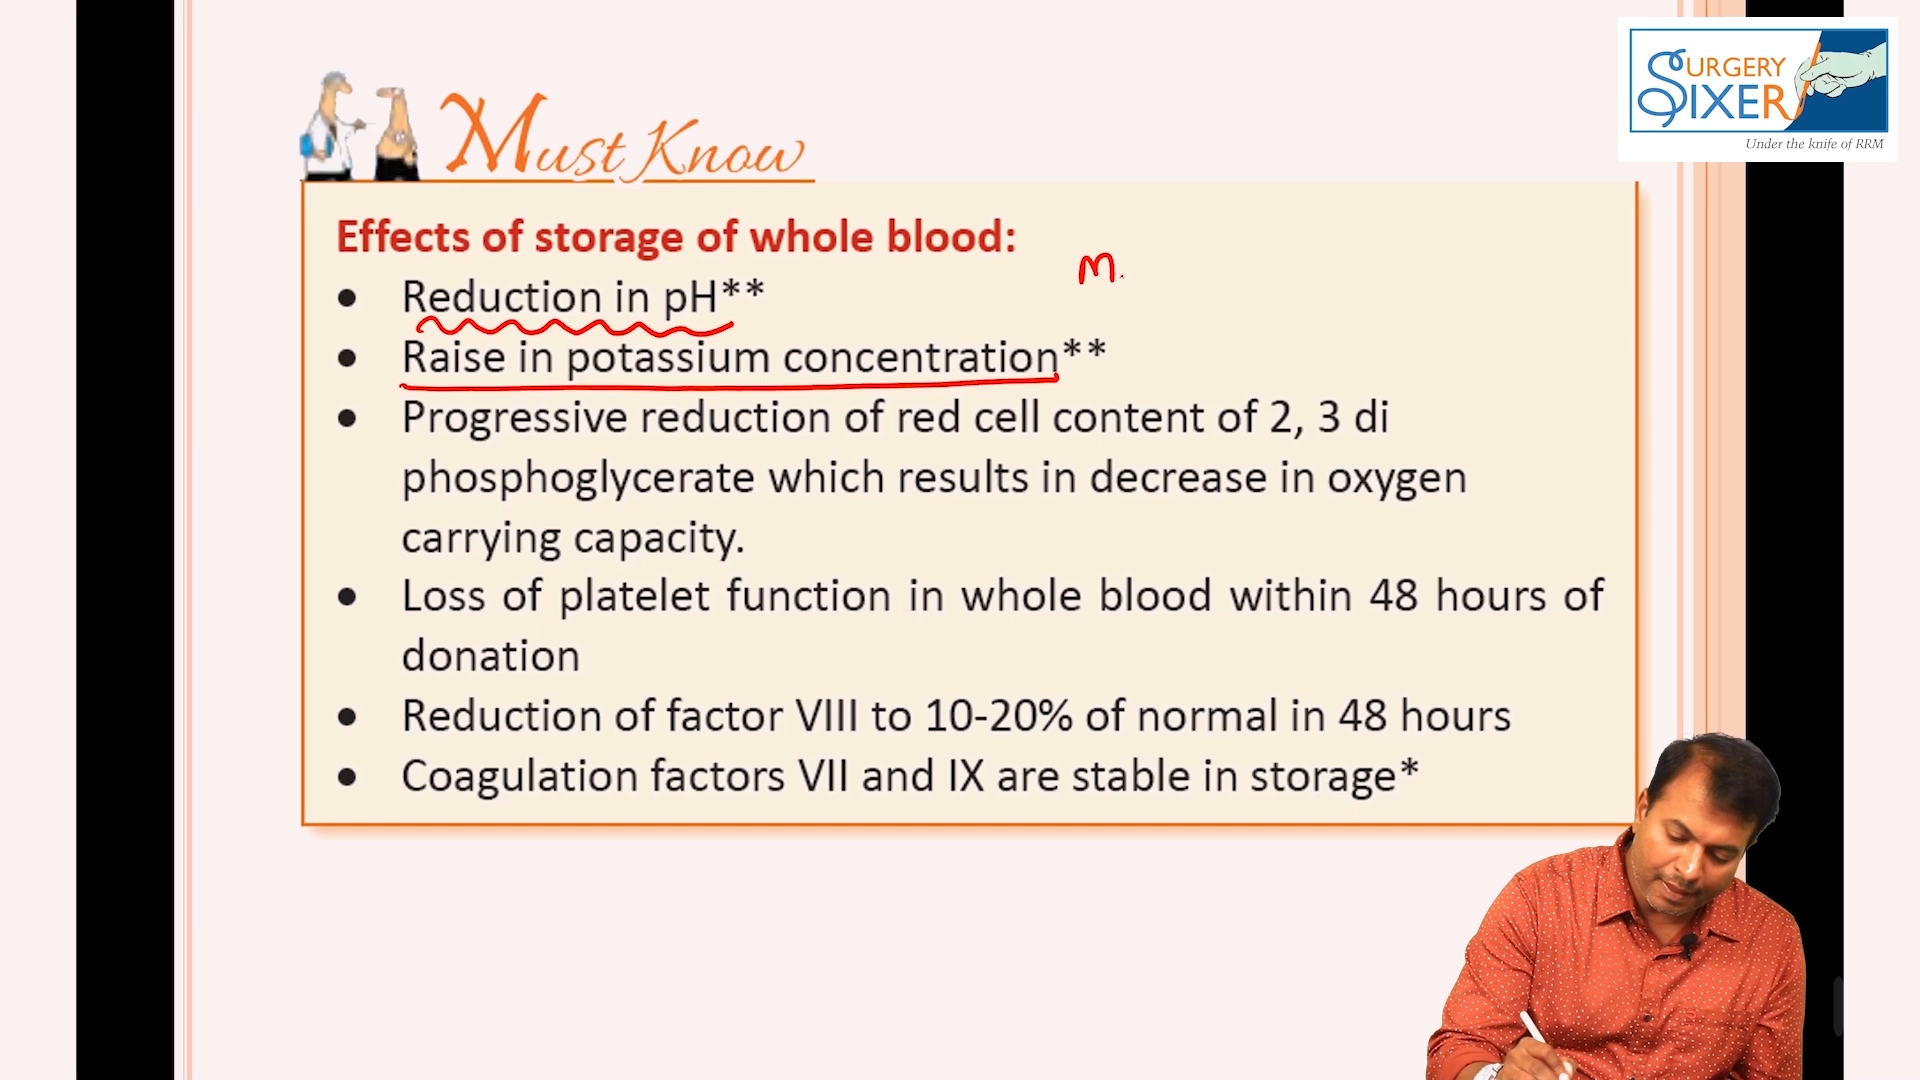 SURGERY
SIXER
Under the knife of RRM
Must Know
Effects of storage of whole blood:
M.
• Reduction in pH**
• Raise in potassium concentration**
• Progressive reduction of red cell content of 2, 3 di
phosphoglycerate which results in decrease in oxygen
carrying capacity.
• Loss of platelet function in whole blood within 48 hours of
donation
• Reduction of factor VIII to 10-20% of normal in 48 hours
• Coagulation factors VII and IX are stable in storage*